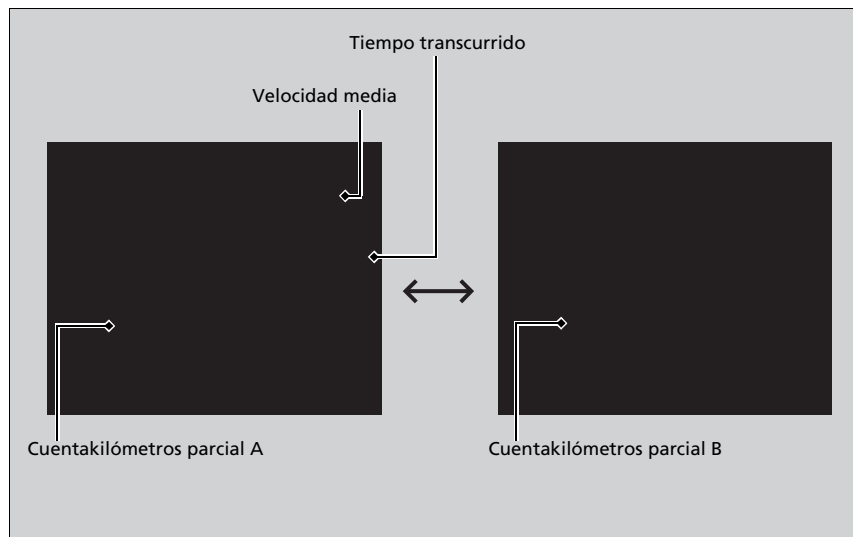 Tiempo transcurrido
Velocidad media
Cuentakilómetros parcial A
Cuentakilómetros parcial B